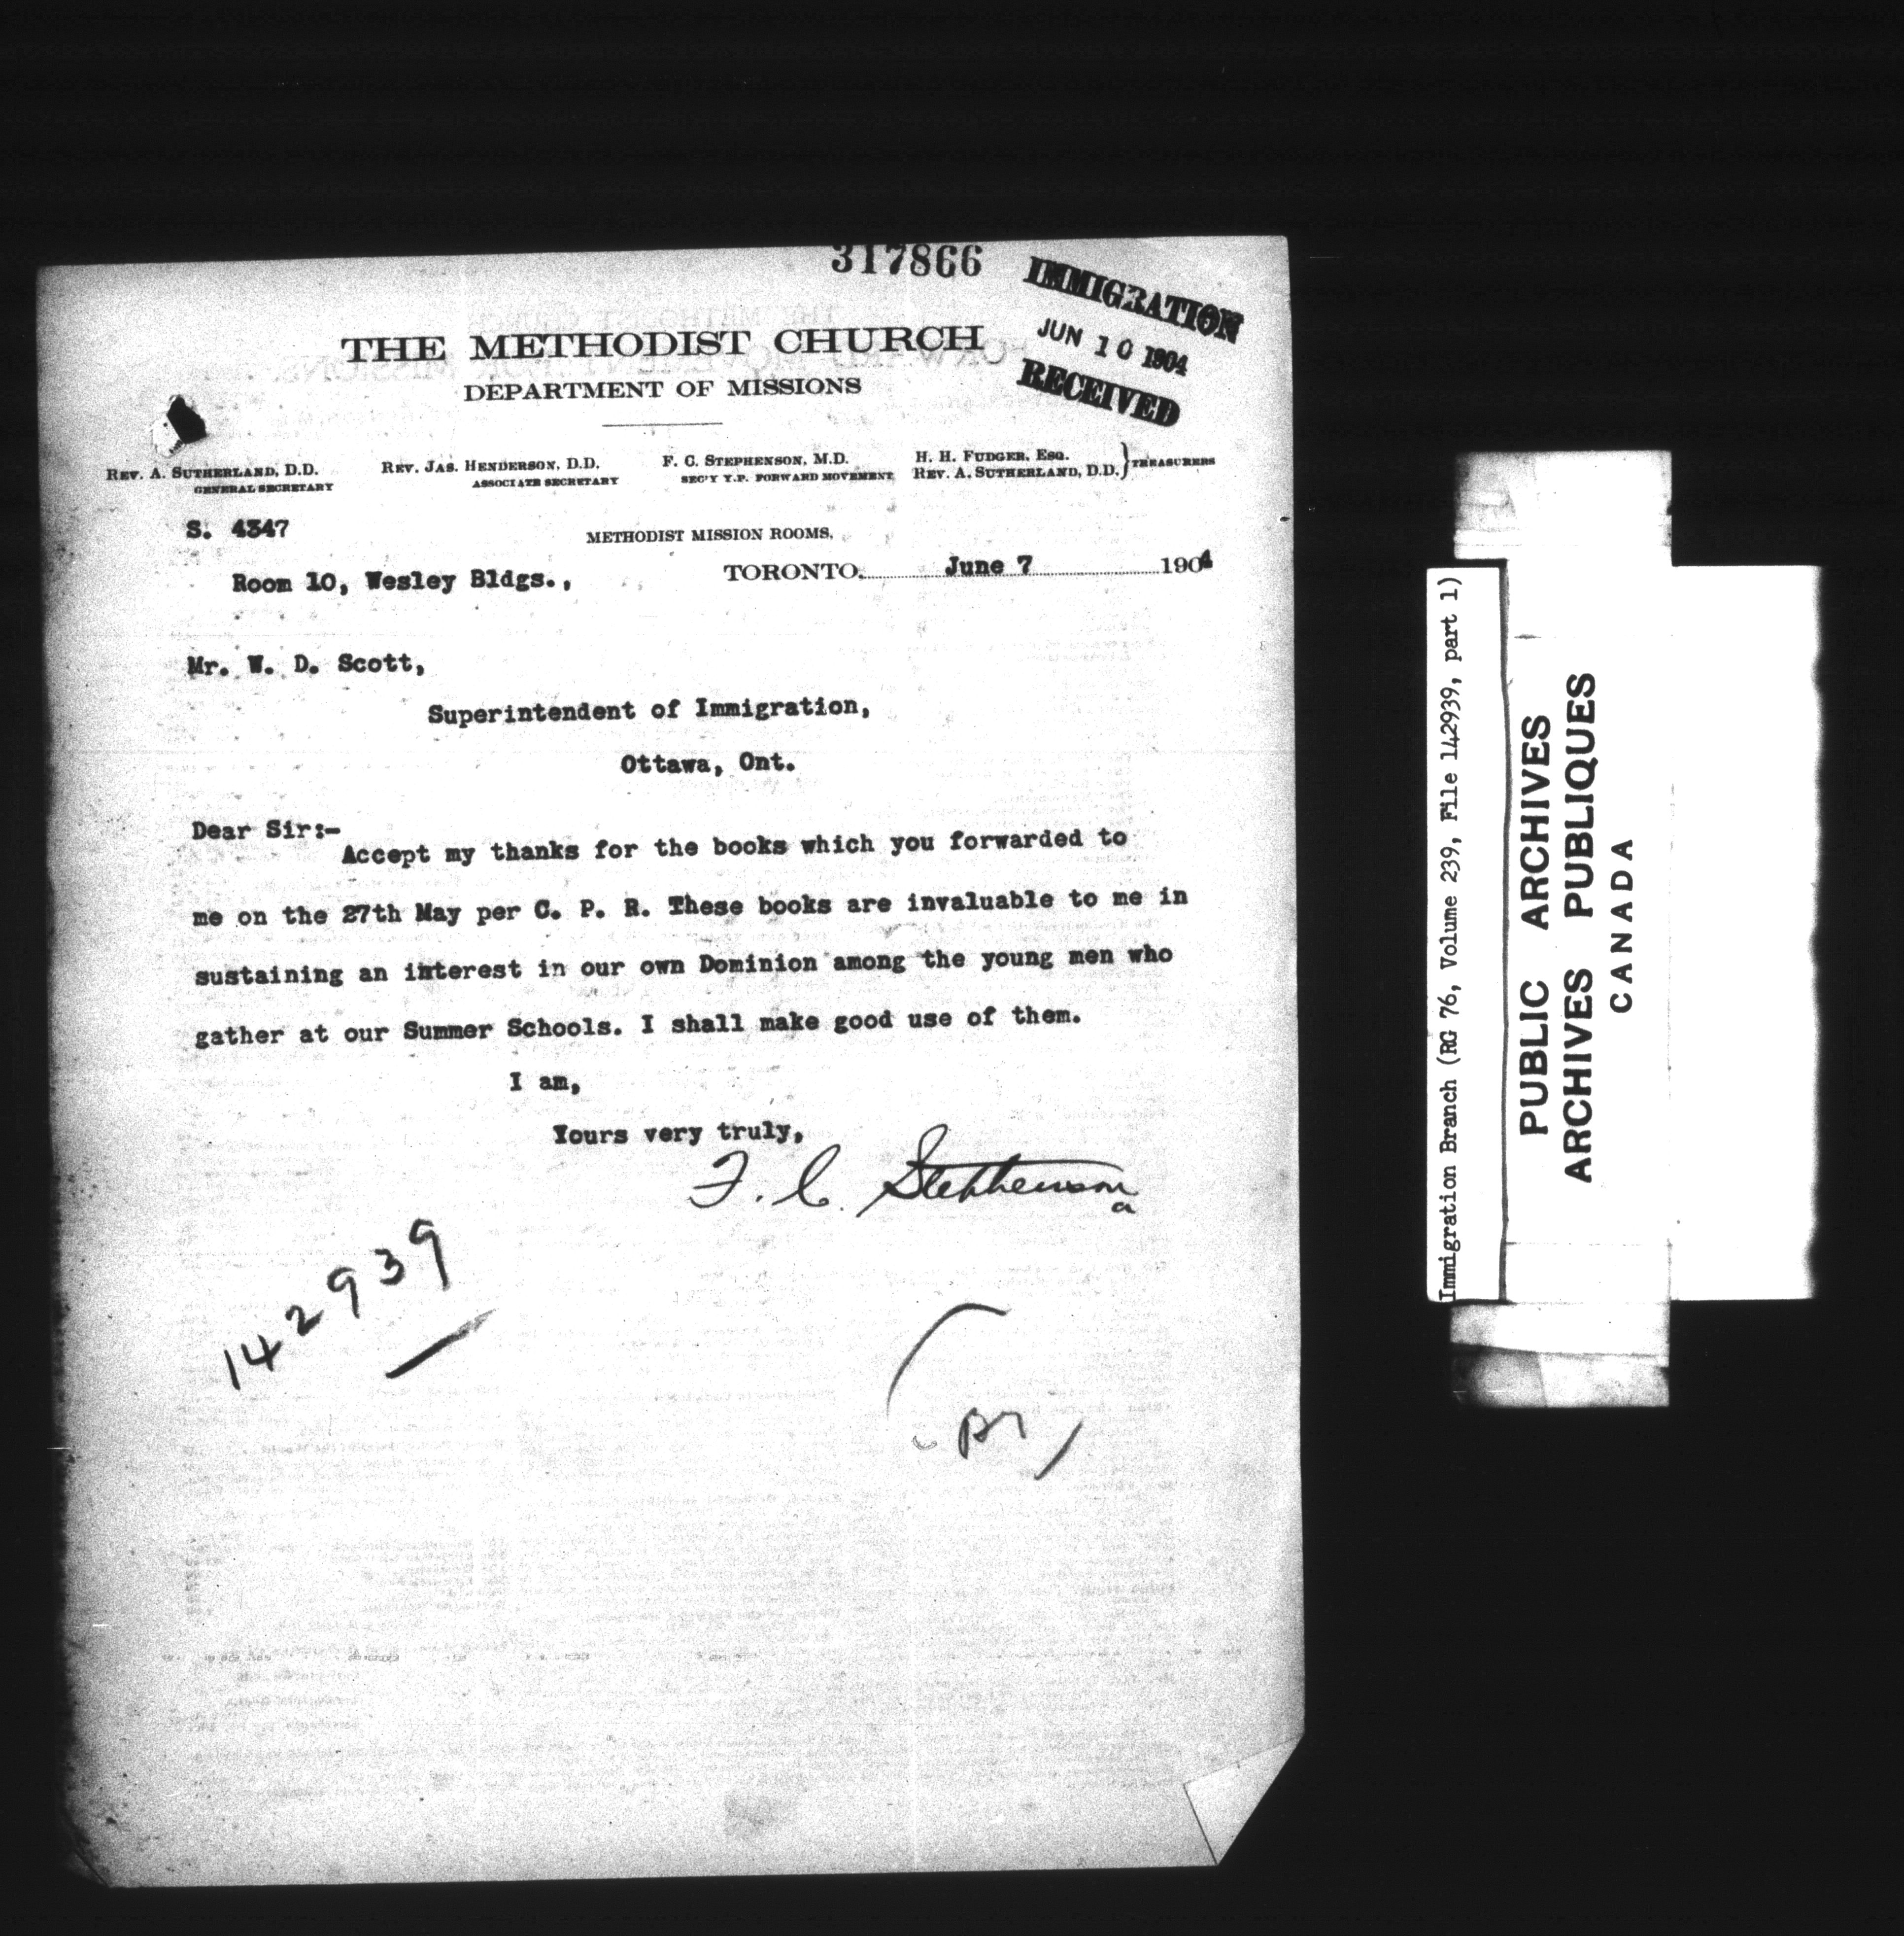 317866
IMMIGRATION
JUN 10 1904
RECEIVED
THE METHODIST CHURCH
DEPARTMENT OF MISSIONS
REV. A. SUTHERLAND, D.D.
GENERAL SECRETARY
REV. JAS. HENDERSON, D.D.
ASSOCIATE SECRETARY
F. C. STEPHENSON, M.D.
SEC'Y Y.P. FORWARD MOVEMENT
H. H. FUDGER, ESQ.
REV. A. SUTHERLAND, D.D. } TREASURERS
S. 4347
METHODIST MISSION ROOMS,
Room 10, Wesley Bldgs.,
TORONTO, June 7 1904
Mr. W. D. Scott,
Superintendent of Immigration,
Ottawa, Ont.
Dear Sir:-
Accept my thanks for the books which you forwarded to
me on the 27th May per C. P. R. These books are invaluable to me in
sustaining an interest in our own Dominion among the young men who
gather at our Summer Schools. I shall make good use of them.
I am,
Yours very truly,
F. C. Stephenson
a
142939
Immigration Branch (RG 76, Volume 239, File 142939, part 1)
PUBLIC ARCHIVES
ARCHIVES PUBLIQUES
CANADA